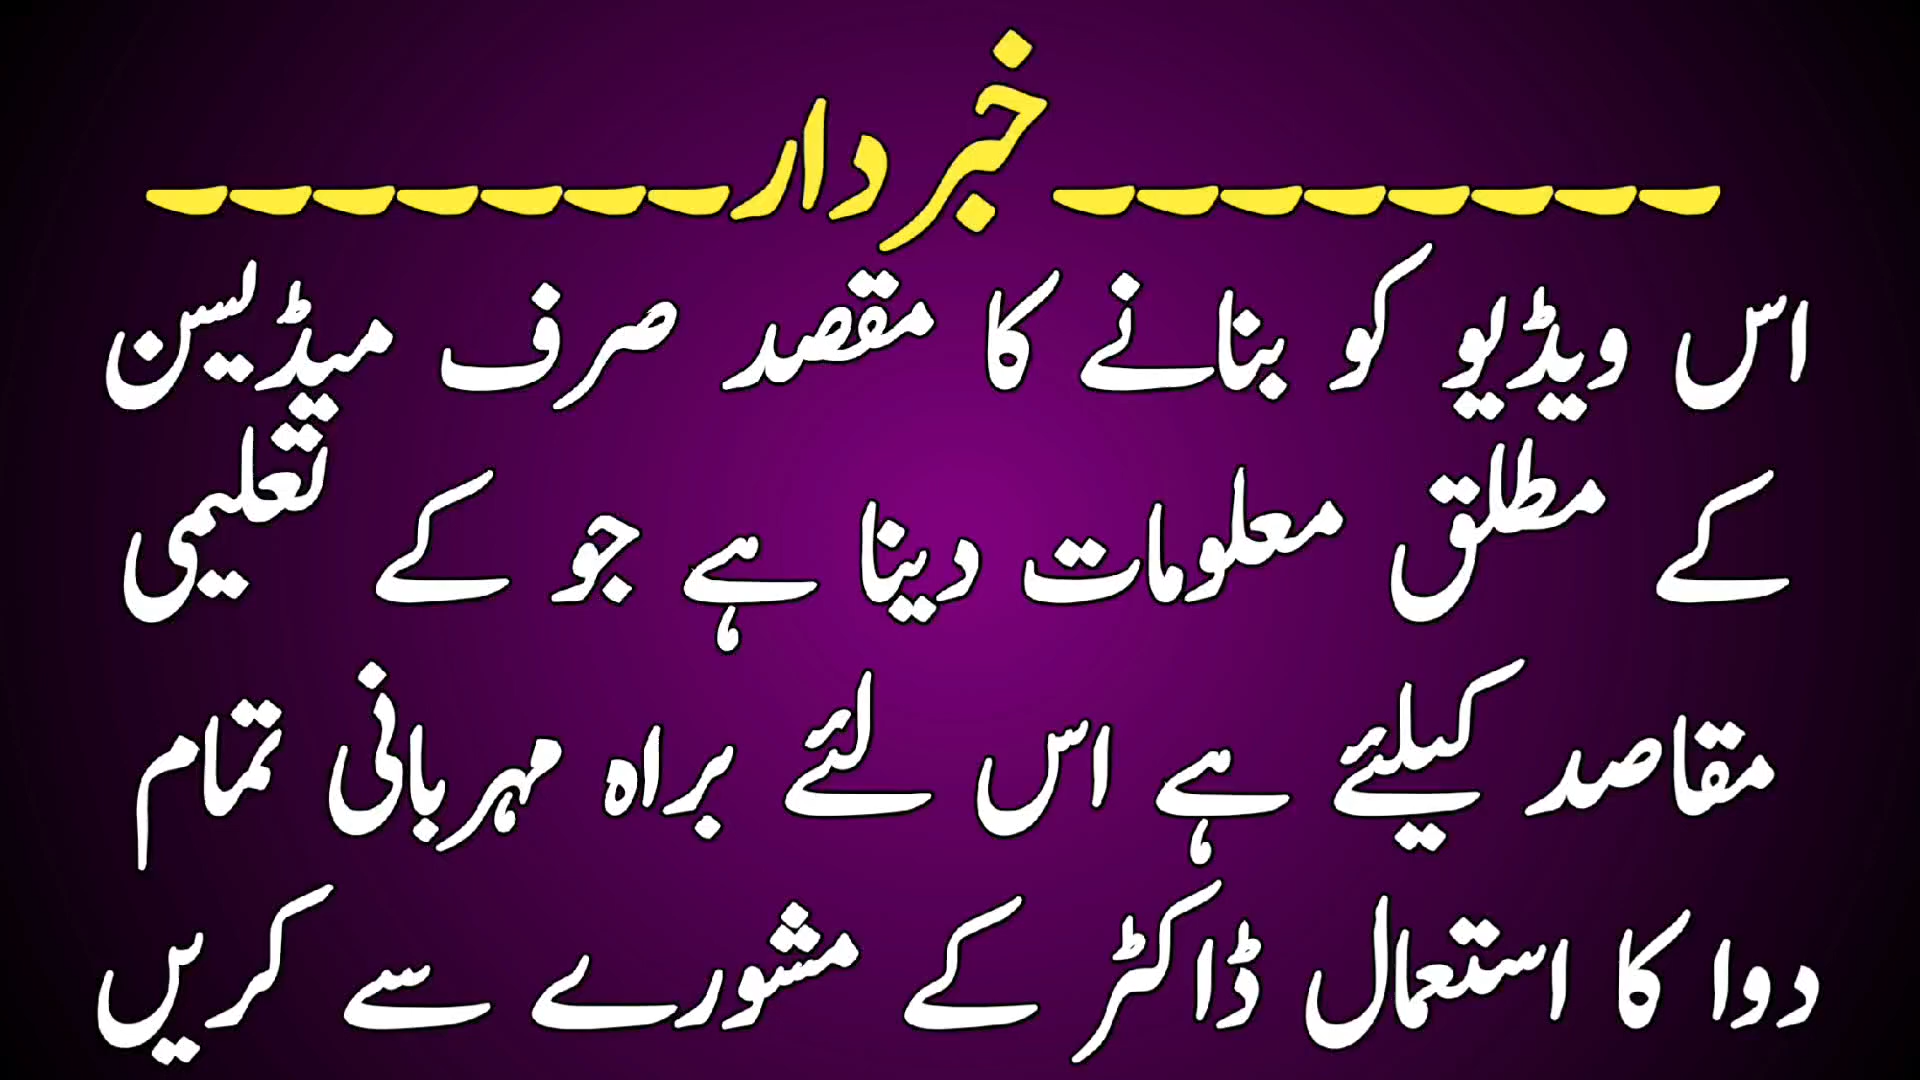 ۔۔۔۔۔۔۔۔خبردار۔۔۔۔۔۔۔
اس ویڈیو کو بنانے کا مقصد صرف میڈیسن
کے مطلق معلومات دینا ہے جو کے تعلیمی
مقاصد کیلئے ہے اس لئے براہ مہربانی تمام
دوا کا استعمال ڈاکٹر کے مشورے سے کریں